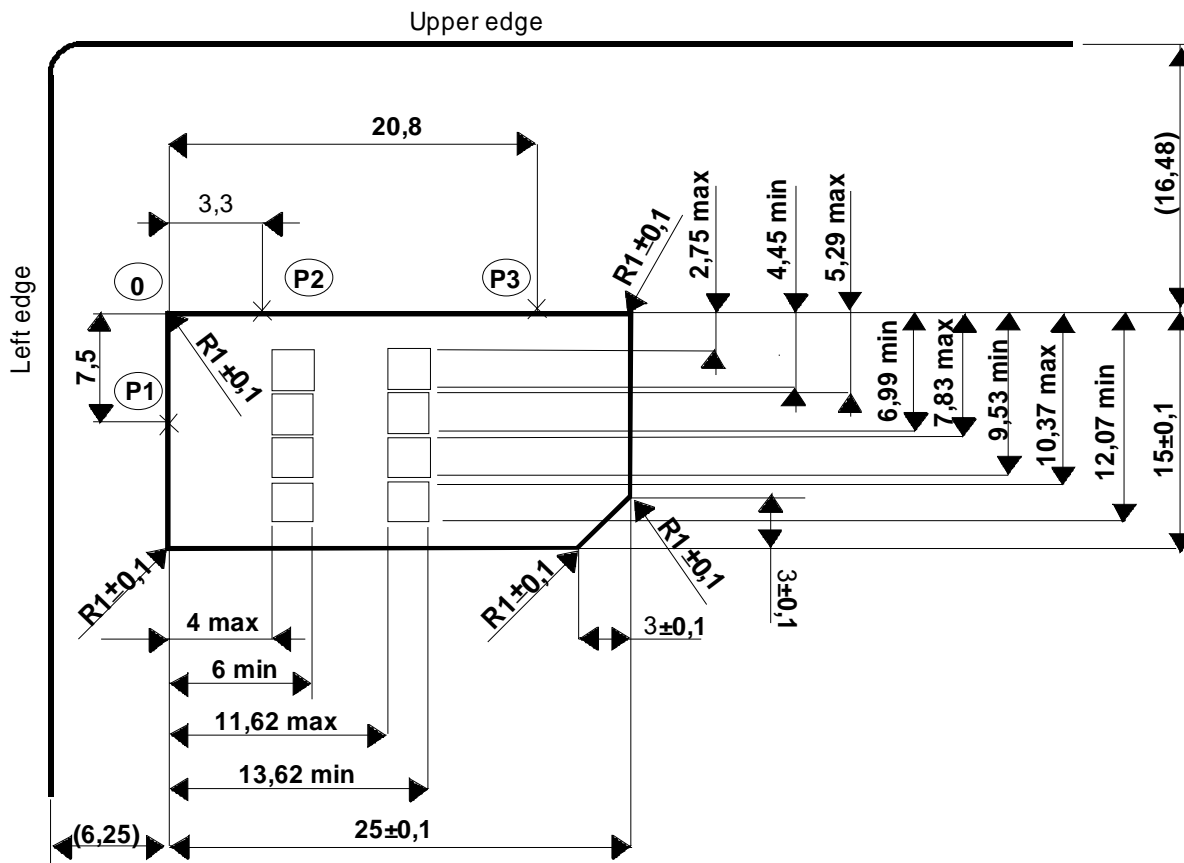 Upper edge
Left edge
20,8
3,3
0
P2
P3
P1
7,5
R1±0,1
R1±0,1
2,75 max
4,45 min
5,29 max
(16,48)
6,99 min
7,83 max
9,53 min
10,37 max
12,07 min
15±0,1
R1±0,1
R1±0,1
R1±0,1
3±0,1
3±0,1
4 max
6 min
11,62 max
13,62 min
(6,25)
25±0,1